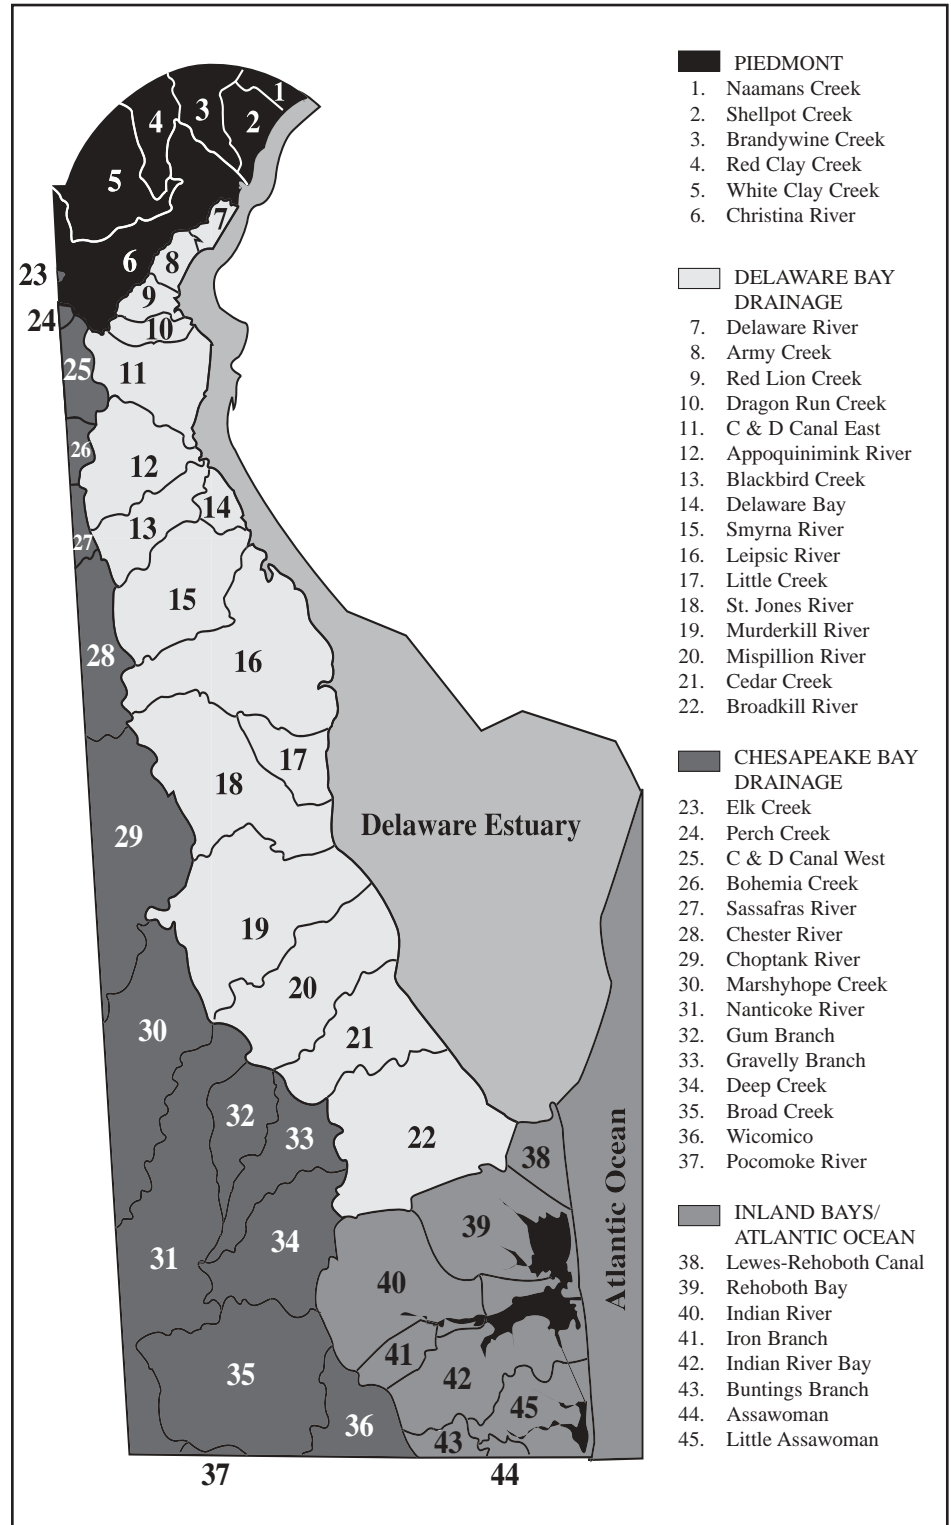 1
2
3
4
5
6
7
8
9
10
11
12
13
14
15
16
17
18
19
20
21
22
23
24
25
26
27
28
29
30
31
32
33
34
35
36
37
38
39
40
41
42
43
44
45
Delaware Estuary
Atlantic Ocean
PIEDMONT
1. Naamans Creek
2. Shellpot Creek
3. Brandywine Creek
4. Red Clay Creek
5. White Clay Creek
6. Christina River
DELAWARE BAY
DRAINAGE
7. Delaware River
8. Army Creek
9. Red Lion Creek
10. Dragon Run Creek
11. C & D Canal East
12. Appoquinimink River
13. Blackbird Creek
14. Delaware Bay
15. Smyrna River
16. Leipsic River
17. Little Creek
18. St. Jones River
19. Murderkill River
20. Mispillion River
21. Cedar Creek
22. Broadkill River
CHESAPEAKE BAY
DRAINAGE
23. Elk Creek
24. Perch Creek
25. C & D Canal West
26. Bohemia Creek
27. Sassafras River
28. Chester River
29. Choptank River
30. Marshyhope Creek
31. Nanticoke River
32. Gum Branch
33. Gravelly Branch
34. Deep Creek
35. Broad Creek
36. Wicomico
37. Pocomoke River
INLAND BAYS/
ATLANTIC OCEAN
38. Lewes-Rehoboth Canal
39. Rehoboth Bay
40. Indian River
41. Iron Branch
42. Indian River Bay
43. Buntings Branch
44. Assawoman
45. Little Assawoman